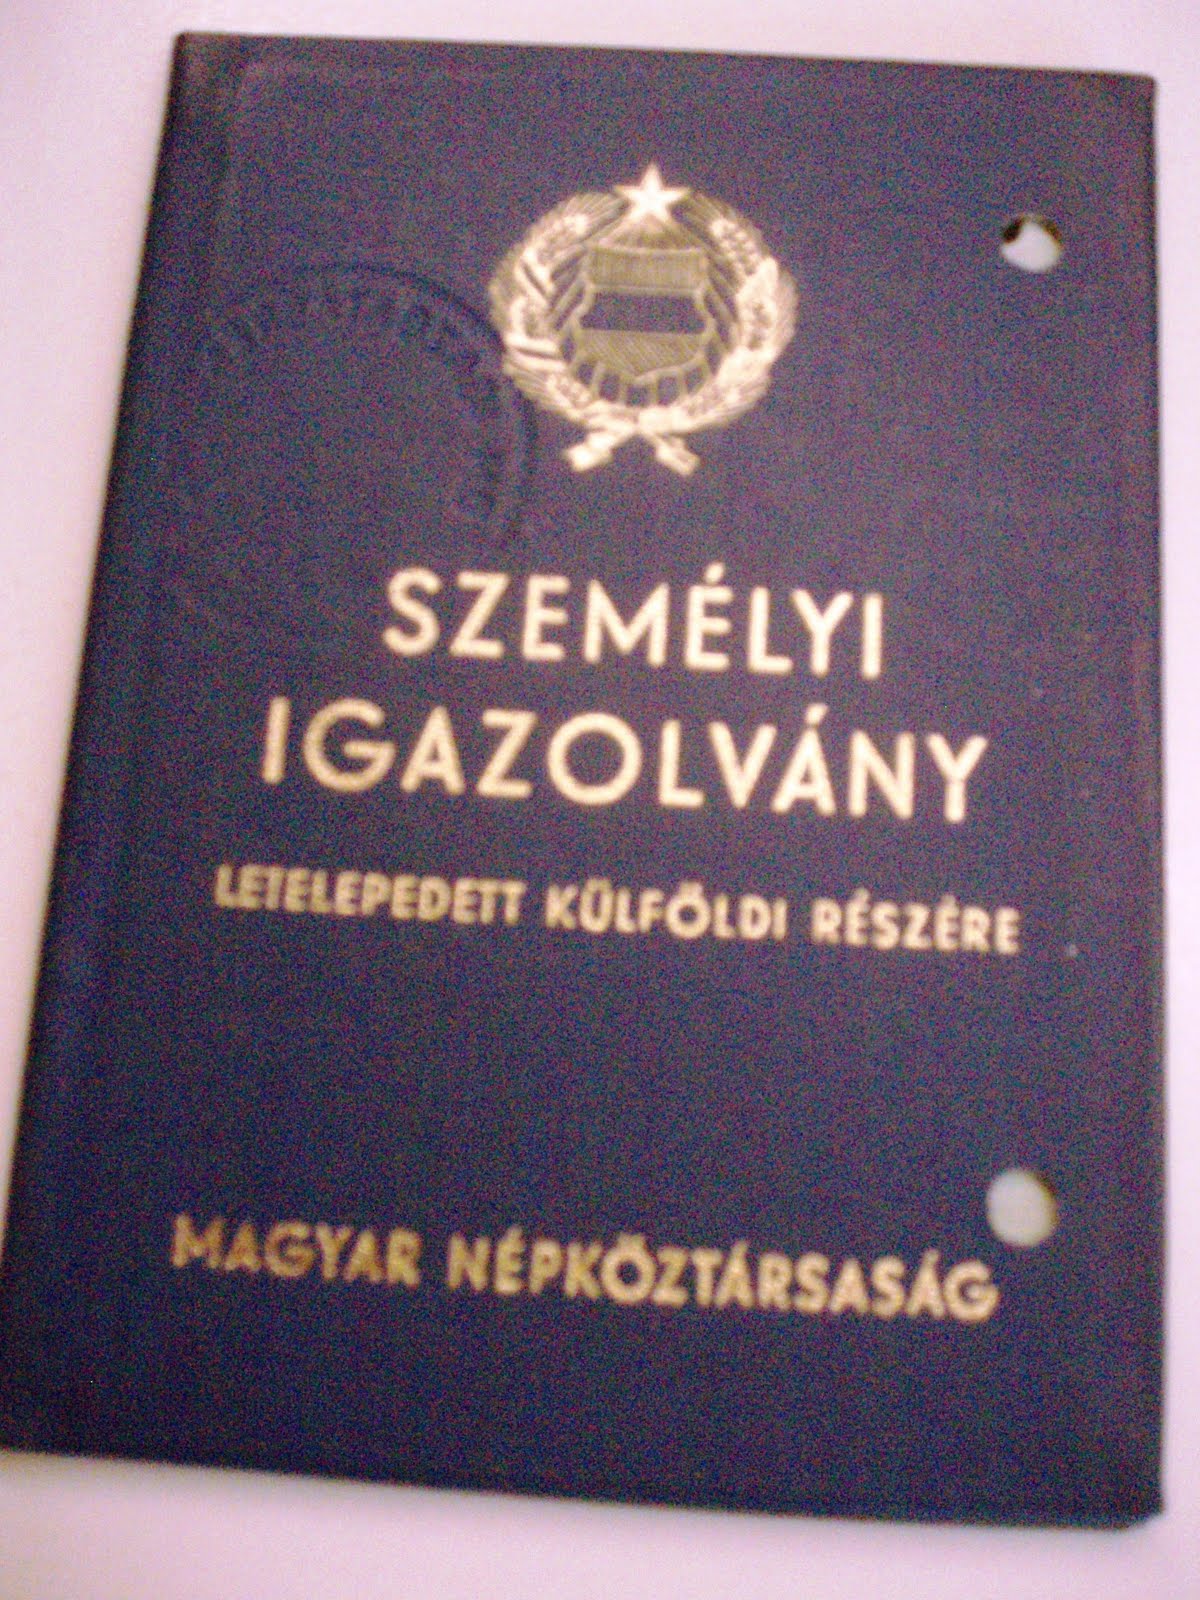 SZEMÉLYI
IGAZOLVÁNY
LETELEPEDETT KÜLFÖLDI RÉSZÉRE
MAGYAR NÉPKÖZTÁRSASÁG